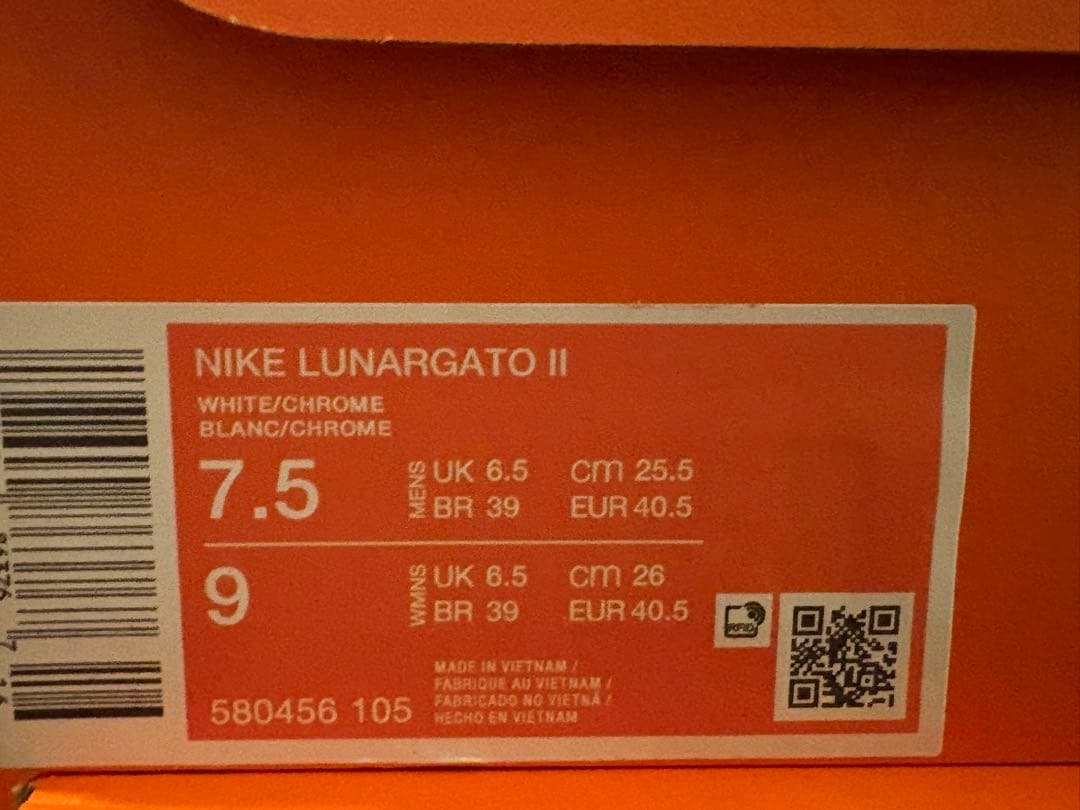 NIKE LUNARGATO II
WHITE/CHROME
BLANC/CHROME
7.5 MENS UK 6.5 cm 25.5
BR 39 EUR 40.5
9 WMNS UK 6.5 cm 26
BR 39 EUR 40.5
RFID
MADE IN VIETNAM /
FABRIQUE AU VIETNAM /
FABRICADO NO VIETNÃ /
HECHO EN VIETNAM
580456 105